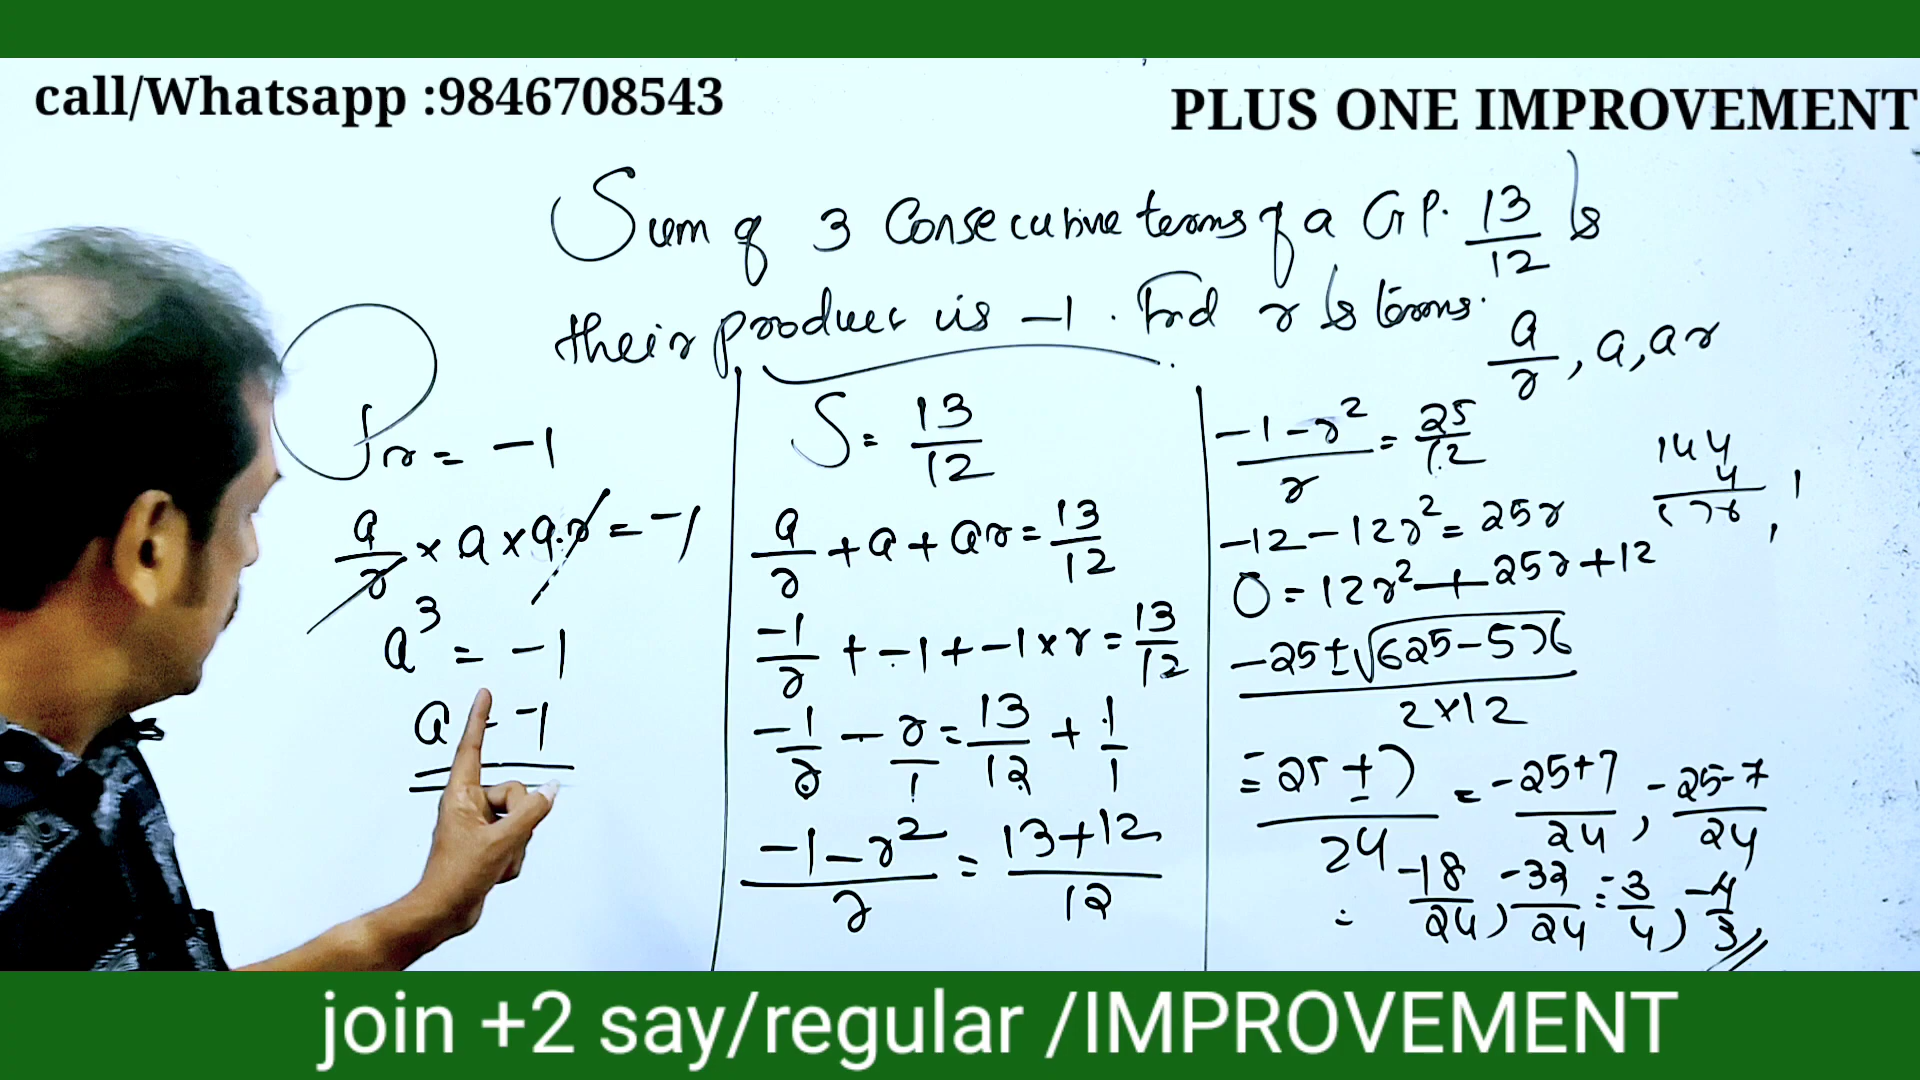 call/Whatsapp :9846708543
PLUS ONE IMPROVEMENT
Sum of 3 Consecutive terms of a G.P. 13/12 &
their product is -1. Find r & terms.
a/r, a, ar
Pr = -1
a/r × a × a.r = -1
a³ = -1
a = -1
S = 13/12
a/r + a + ar = 13/12
-1/r + -1 + -1 × r = 13/12
-1/r - r/1 = 13/12 + 1/1
(-1 - r²)/r = (13+12)/12
(-1 - r²)/r = 25/12
-12 - 12r² = 25r
0 = 12r² + 25r + 12
(-25 ± √(625-576))/(2×12)
= (-25 ± 7)/24 = (-25+7)/24, (-25-7)/24
= -18/24, -32/24 = -3/4, -4/3
144
4
576
join +2 say/regular /IMPROVEMENT